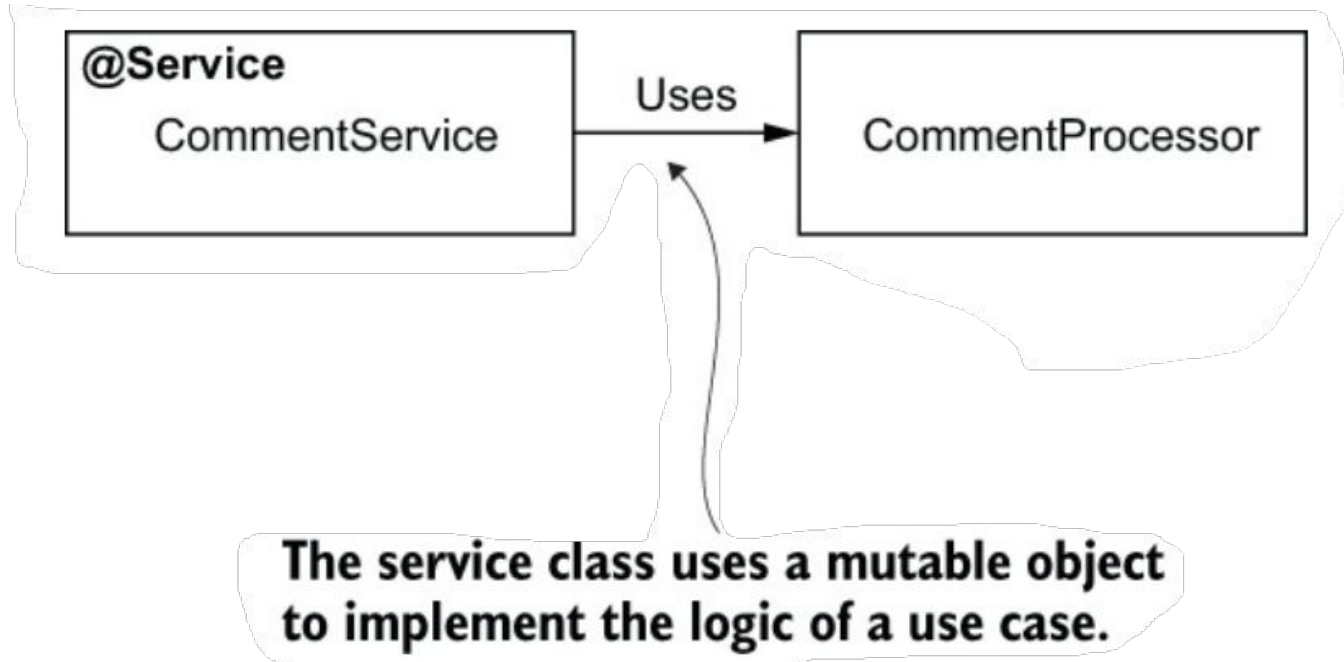 @Service
CommentService
Uses
CommentProcessor
The service class uses a mutable object
to implement the logic of a use case.